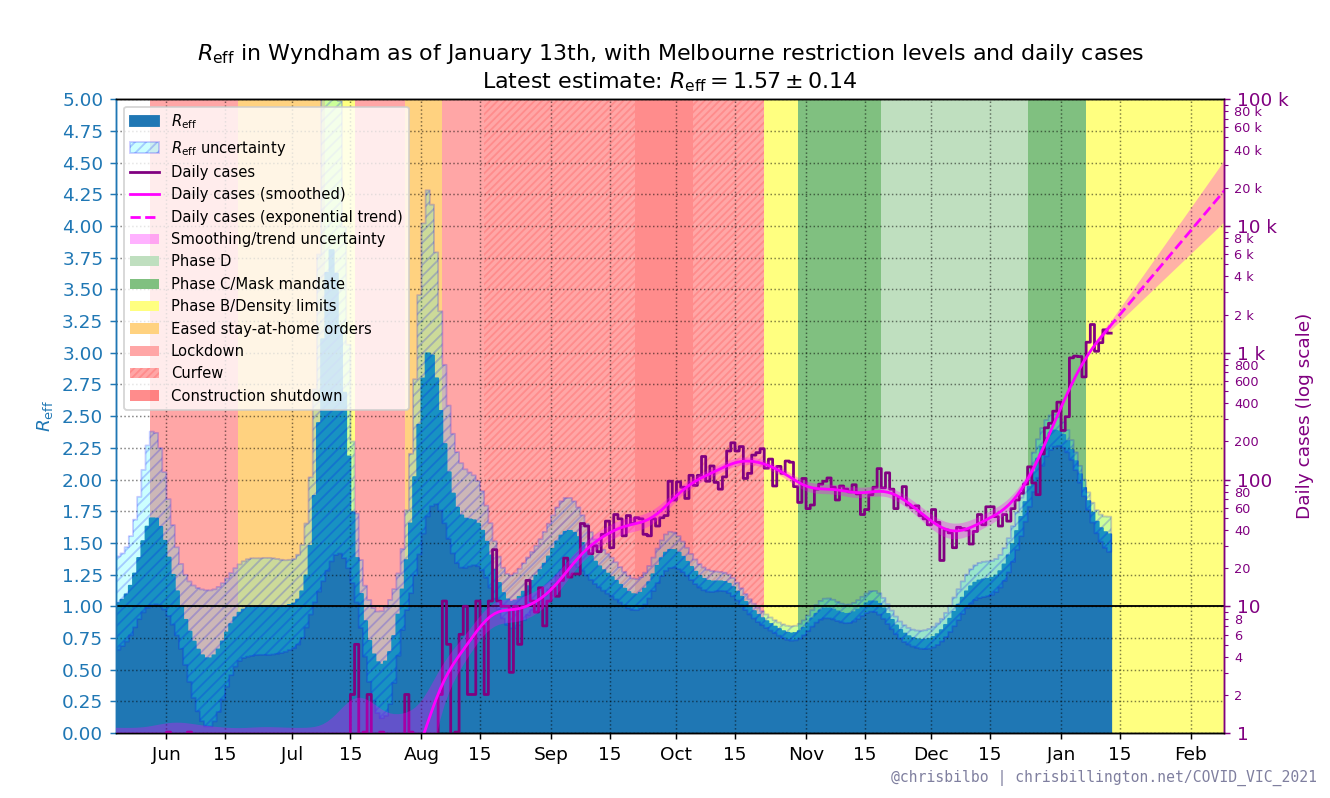 Reff in Wyndham as of January 13th, with Melbourne restriction levels and daily cases
Latest estimate: Reff = 1.57 ± 0.14
5.00
4.75
4.50
4.25
4.00
3.75
3.50
3.25
3.00
2.75
2.50
2.25
2.00
1.75
1.50
1.25
1.00
0.75
0.50
0.25
0.00
Reff
Reff
Reff uncertainty
Daily cases
Daily cases (smoothed)
Daily cases (exponential trend)
Smoothing/trend uncertainty
Phase D
Phase C/Mask mandate
Phase B/Density limits
Eased stay-at-home orders
Lockdown
Curfew
Construction shutdown
100 k
80 k
60 k
40 k
20 k
10 k
8 k
6 k
4 k
2 k
1 k
800
600
400
200
100
80
60
40
20
10
8
6
4
2
1
Daily cases (log scale)
Jun 15 Jul 15 Aug 15 Sep 15 Oct 15 Nov 15 Dec 15 Jan 15 Feb
@chrisbilbo | chrisbillington.net/COVID_VIC_2021